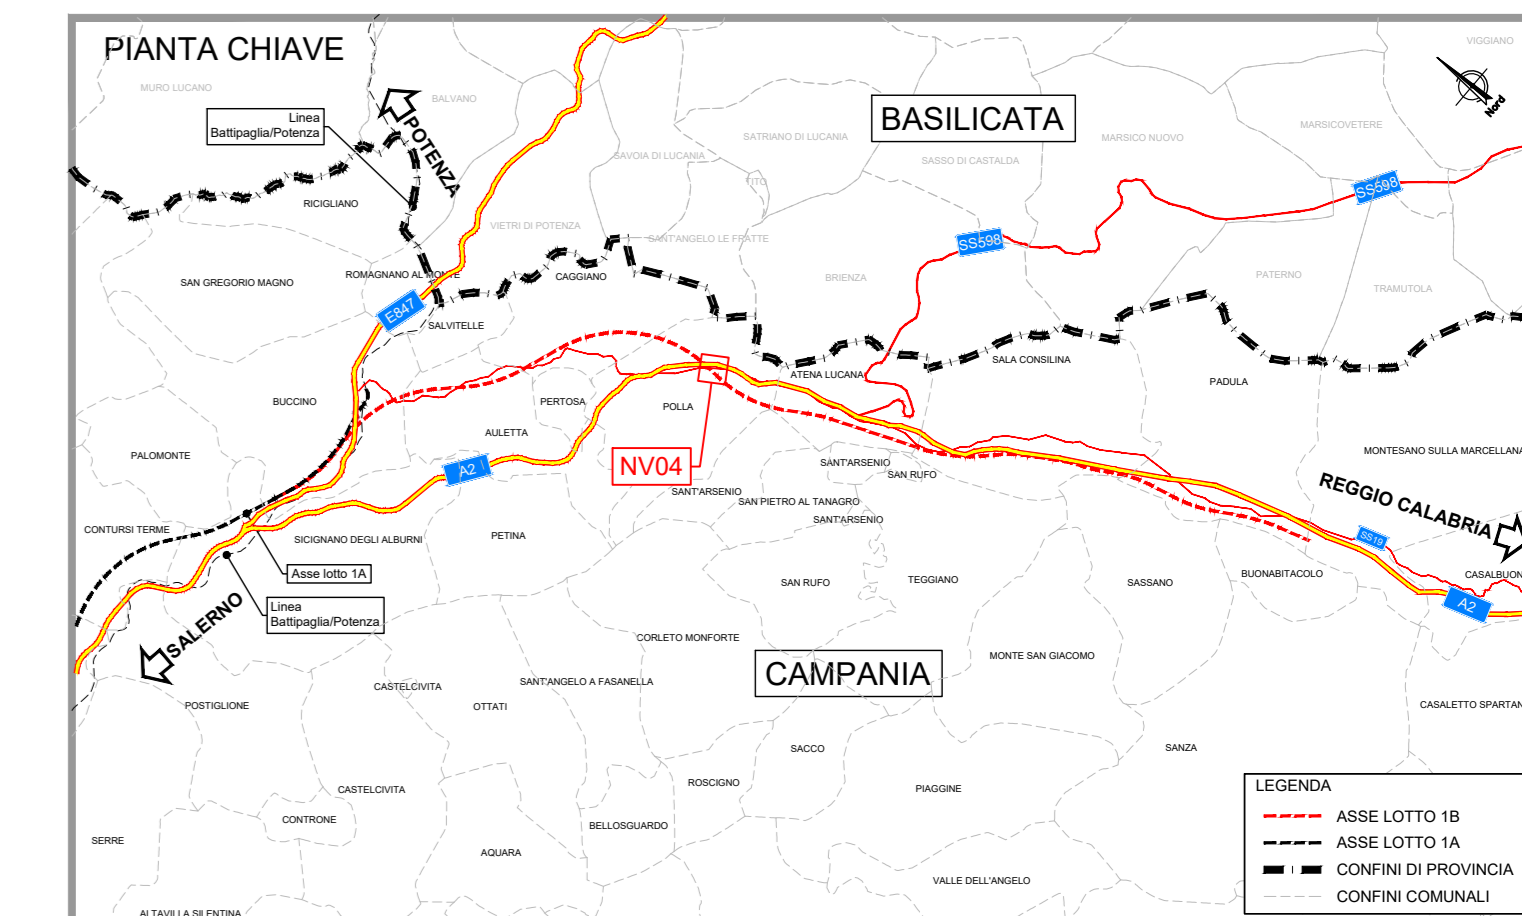 PIANTA CHIAVE
VIGGIANO
MURO LUCANO
BALVANO
Nord
Linea
Battipaglia/Potenza
POTENZA
BASILICATA
SATRIANO DI LUCANIA
MARSICO NUOVO
MARSICOVETERE
SAVOIA DI LUCANIA
SASSO DI CASTALDA
TITO
SS598
RICIGLIANO
VIETRI DI POTENZA
SANT'ANGELO LE FRATTE
SS598
SAN GREGORIO MAGNO
ROMAGNANO AL MONTE
CAGGIANO
BRIENZA
PATERNO
TRAMUTOLA
E847
SALVITELLE
SALA CONSILINA
ATENA LUCANA
PADULA
BUCCINO
PERTOSA
POLLA
AULETTA
PALOMONTE
A2
NV04
SANT'ARSENIO
SAN RUFO
MONTESANO SULLA MARCELLANA
SANT'ARSENIO
SAN PIETRO AL TANAGRO
SANT'ARSENIO
REGGIO CALABRiA
CONTURSI TERME
SICIGNANO DEGLI ALBURNI
PETINA
SS19
Asse lotto 1A
SAN RUFO
TEGGIANO
SASSANO
BUONABITACOLO
CASALBUON
A2
Linea
Battipaglia/Potenza
SALERNO
CORLETO MONFORTE
MONTE SAN GIACOMO
CAMPANIA
CASTELCIVITA
SANT'ANGELO A FASANELLA
POSTIGLIONE
OTTATI
CASALETTO SPARTAN
SACCO
SANZA
ROSCIGNO
PIAGGINE
CASTELCIVITA
LEGENDA
CONTRONE
BELLOSGUARDO
ASSE LOTTO 1B
SERRE
ASSE LOTTO 1A
AQUARA
CONFINI DI PROVINCIA
VALLE DELL'ANGELO
CONFINI COMUNALI
ALTAVILLA SILENTINA